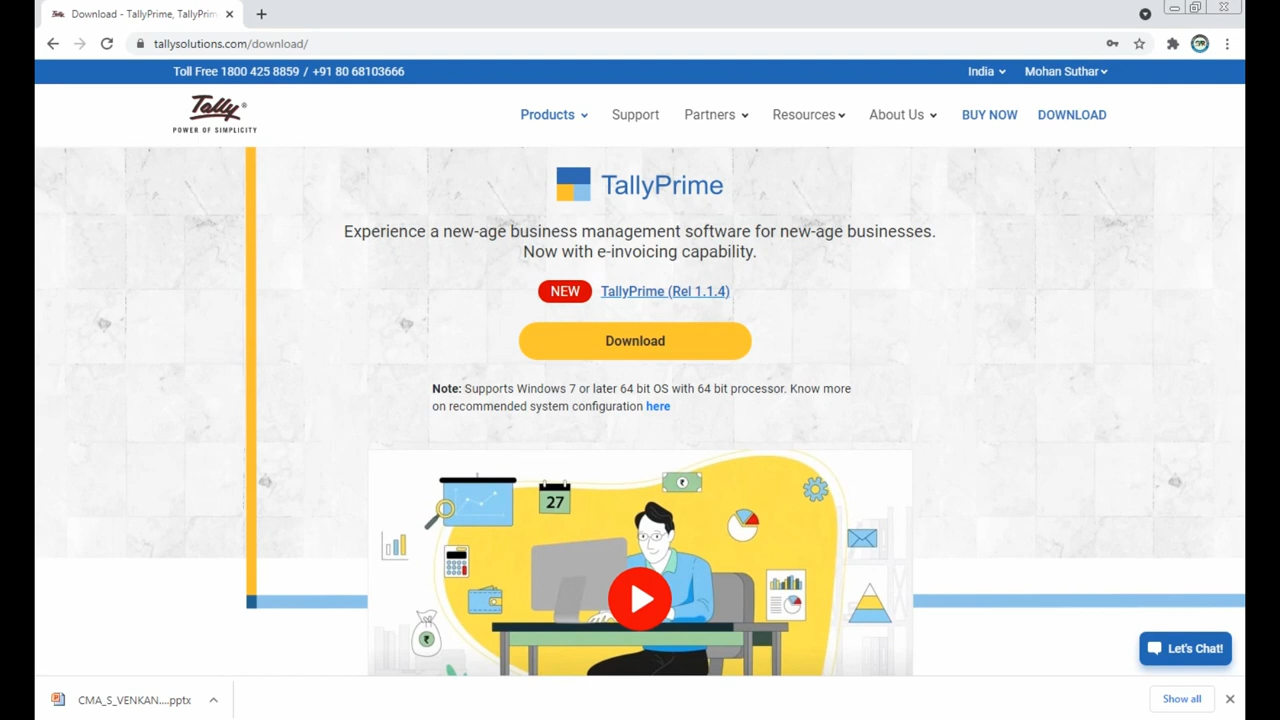 Download - TallyPrime, TallyPrim
tallysolutions.com/download/
Toll Free 1800 425 8859 / +91 80 68103666
India
Mohan Suthar
Tally
POWER OF SIMPLICITY
Products
Support
Partners
Resources
About Us
BUY NOW
DOWNLOAD
TallyPrime
Experience a new-age business management software for new-age businesses.
Now with e-invoicing capability.
NEW TallyPrime (Rel 1.1.4)
Download
Note: Supports Windows 7 or later 64 bit OS with 64 bit processor. Know more
on recommended system configuration here
27
Let's Chat!
CMA_S_VENKAN....pptx
Show all